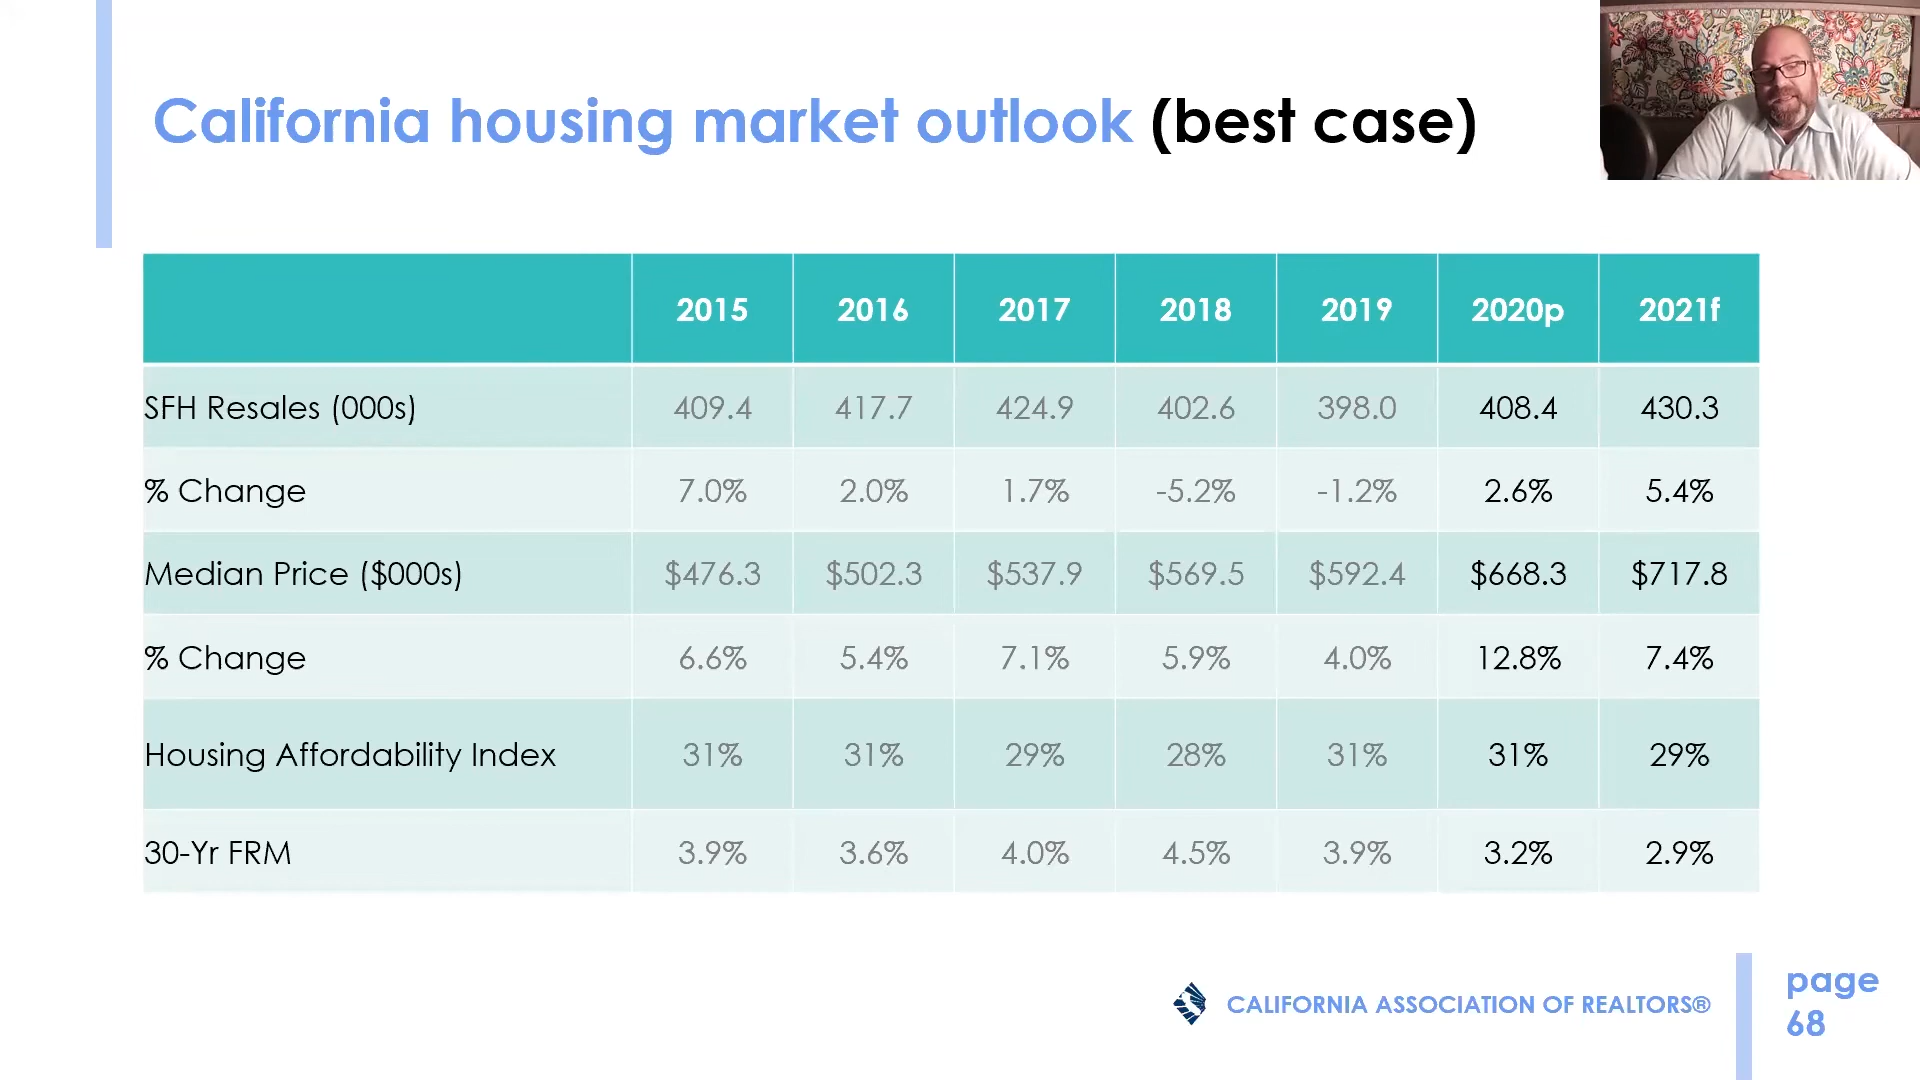 California housing market outlook (best case)
2015 2016 2017 2018 2019 2020p 2021f
SFH Resales (000s) 409.4 417.7 424.9 402.6 398.0 408.4 430.3
% Change 7.0% 2.0% 1.7% -5.2% -1.2% 2.6% 5.4%
Median Price ($000s) $476.3 $502.3 $537.9 $569.5 $592.4 $668.3 $717.8
% Change 6.6% 5.4% 7.1% 5.9% 4.0% 12.8% 7.4%
Housing Affordability Index 31% 31% 29% 28% 31% 31% 29%
30-Yr FRM 3.9% 3.6% 4.0% 4.5% 3.9% 3.2% 2.9%
CALIFORNIA ASSOCIATION OF REALTORS®
page
68